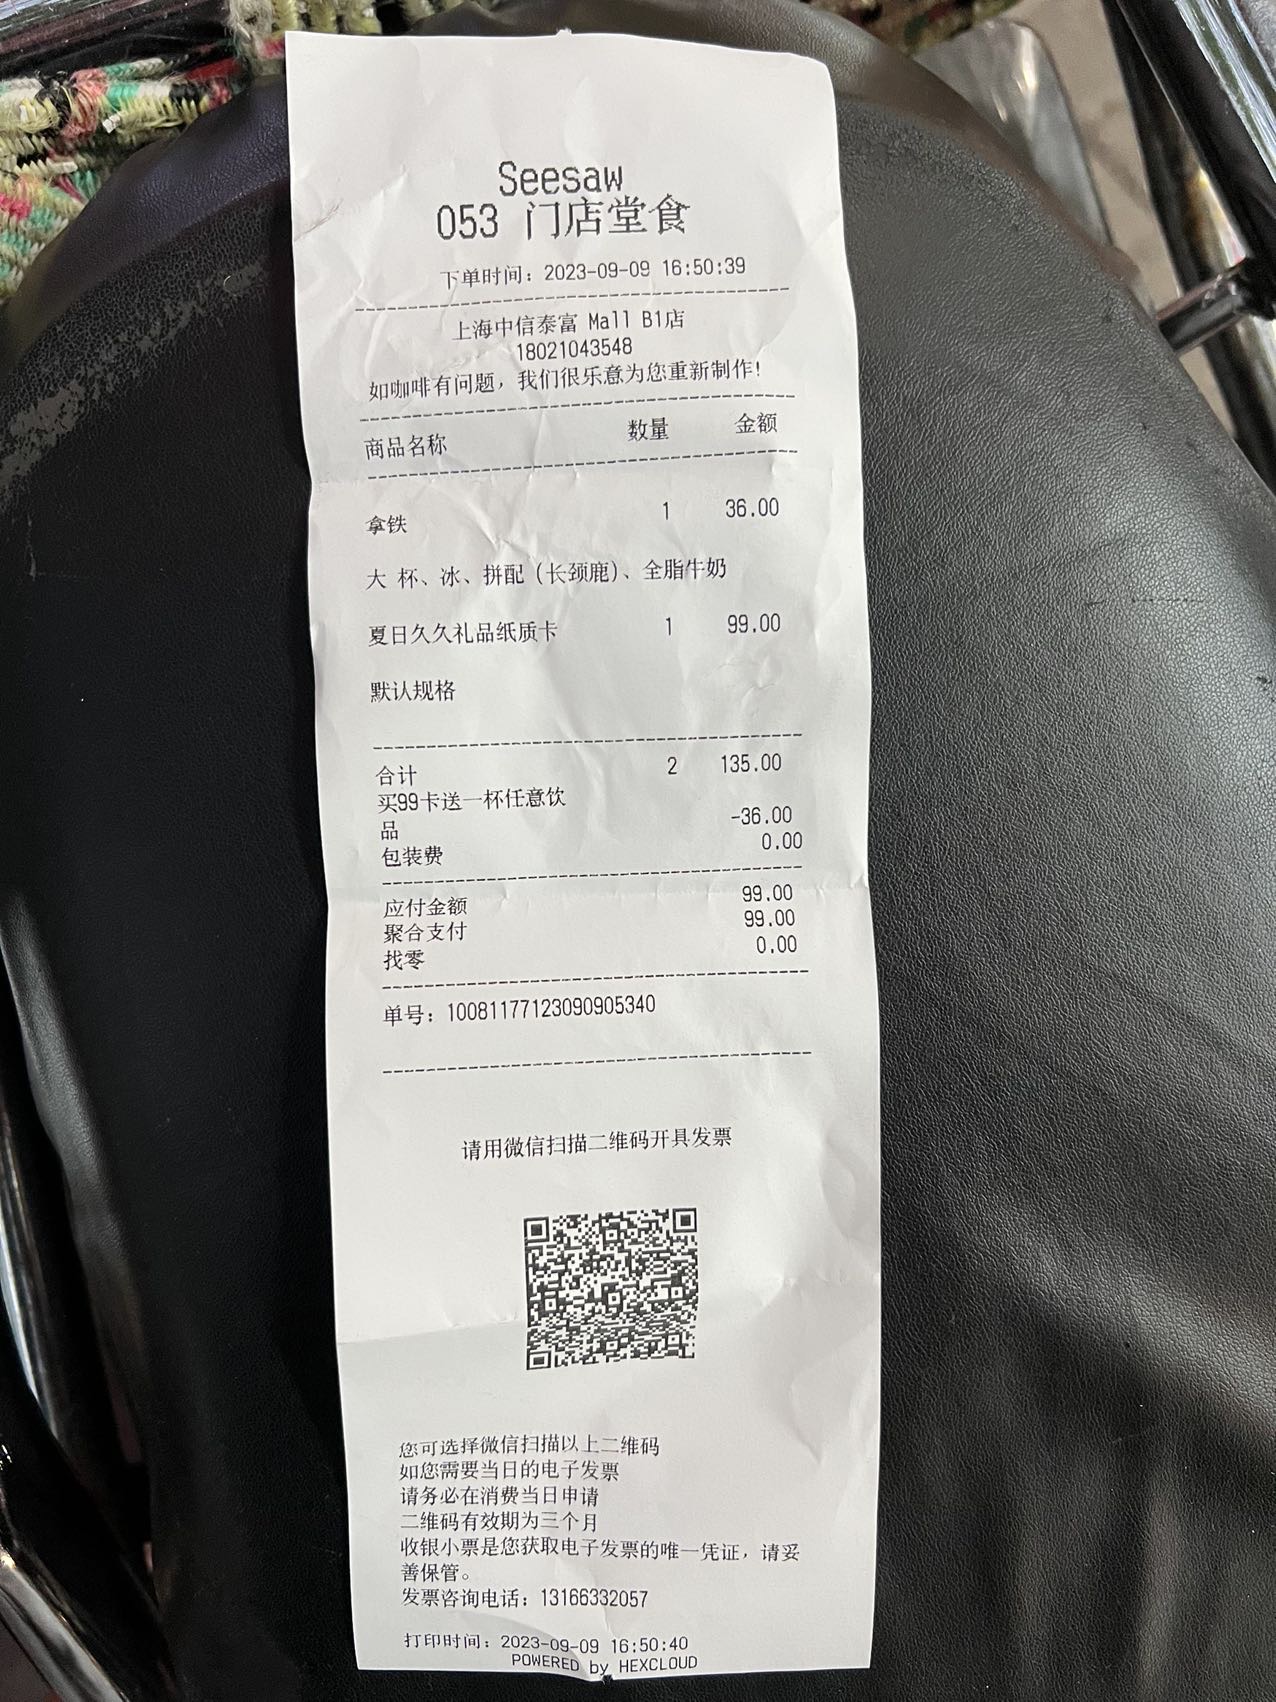 Seesaw
053 门店堂食
下单时间：2023-09-09 16:50:39
上海中信泰富 Mall B1店
18021043548
如咖啡有问题，我们很乐意为您重新制作！
商品名称 数量 金额
拿铁 1 36.00
大 杯、冰、拼配（长颈鹿）、全脂牛奶
夏日久久礼品纸质卡 1 99.00
默认规格
合计 2 135.00
买99卡送一杯任意饮
品 -36.00
包装费 0.00
应付金额 99.00
聚合支付 99.00
找零 0.00
单号：10081177123090905340
请用微信扫描二维码开具发票
您可选择微信扫描以上二维码
如您需要当日的电子发票
请务必在消费当日申请
二维码有效期为三个月
收银小票是您获取电子发票的唯一凭证，请妥
善保管。
发票咨询电话：13166332057
打印时间：2023-09-09 16:50:40
POWERED by HEXCLOUD